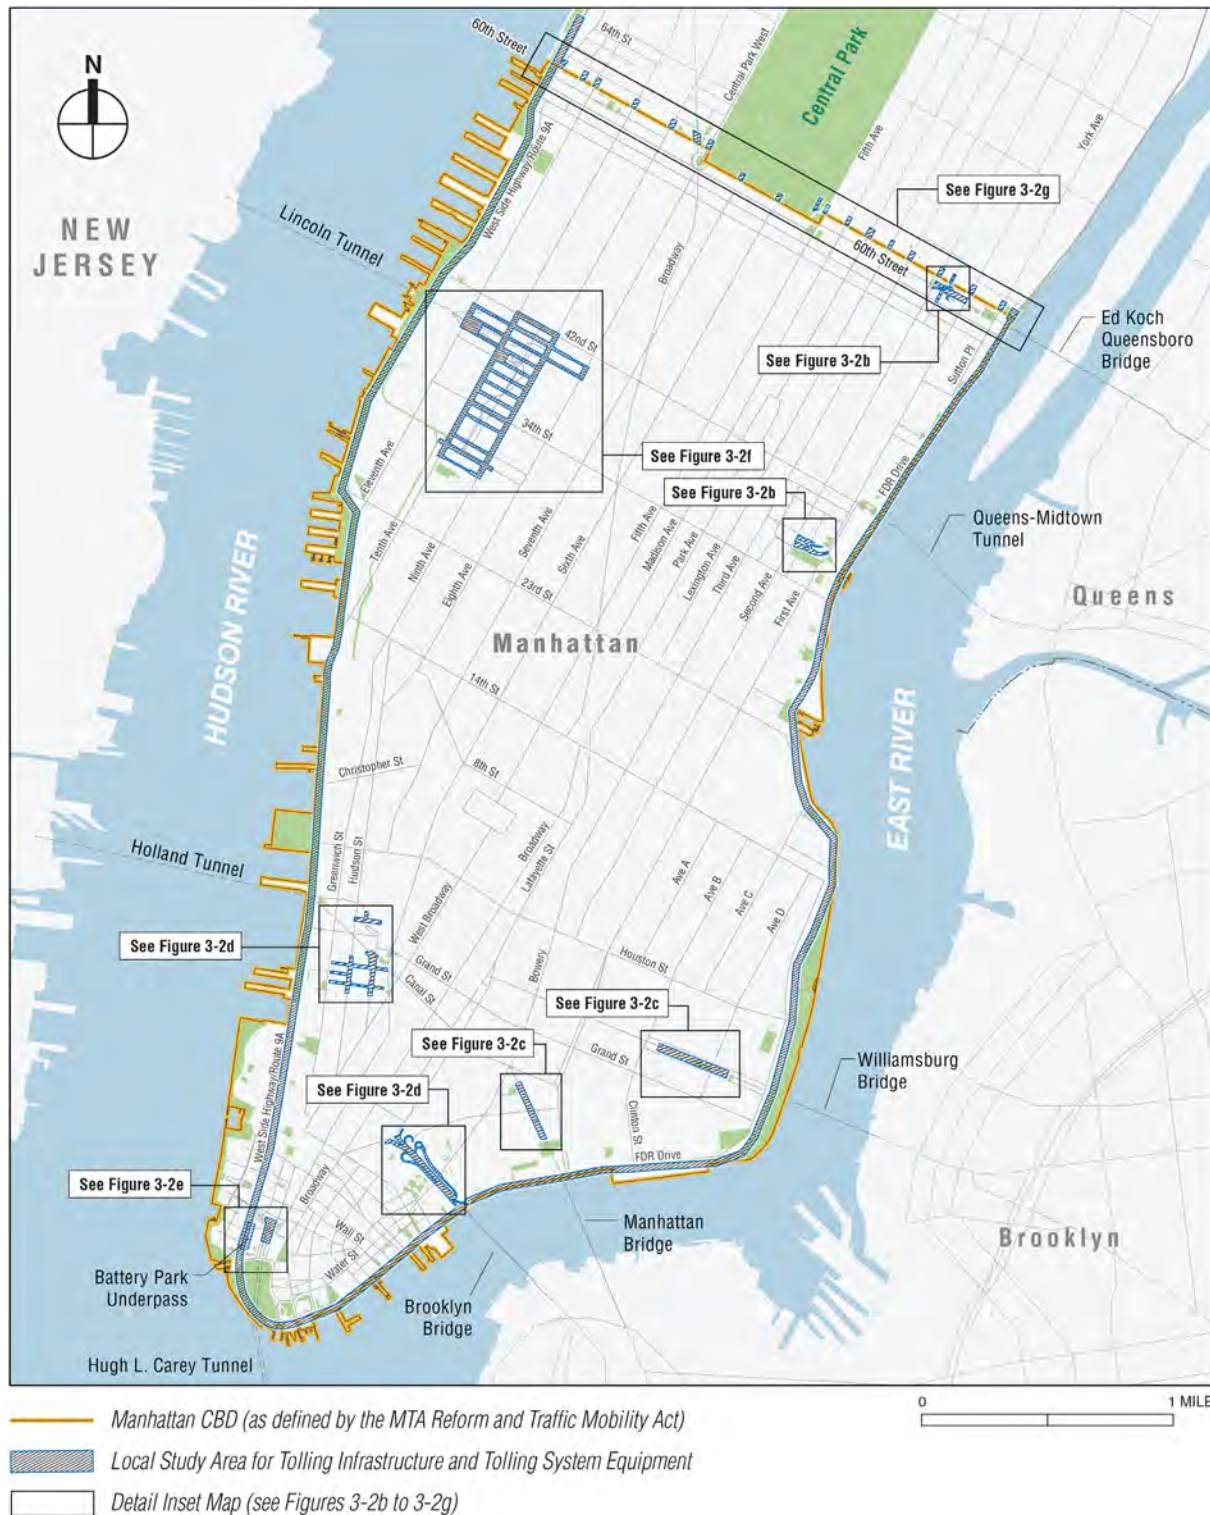 60th Street
64th St
Central Park West
Central Park
Fifth Ave
York Ave
N
NEW
JERSEY
Lincoln Tunnel
West Side Highway/Route 9A
Broadway
See Figure 3-2g
60th Street
Ed Koch
Queensboro
Bridge
See Figure 3-2b
Sutton Pl
42nd St
34th St
See Figure 3-2f
See Figure 3-2b
FDR Drive
Queens-Midtown
Tunnel
Queens
Eleventh Ave
Tenth Ave
Ninth Ave
Eighth Ave
Seventh Ave
Sixth Ave
Fifth Ave
Madison Ave
Park Ave
Lexington Ave
Third Ave
Second Ave
First Ave
23rd St
Manhattan
HUDSON RIVER
14th St
EAST RIVER
Christopher St
8th St
Holland Tunnel
Greenwich St
Hudson St
West Broadway
Broadway
Lafayette St
Ave A
Ave B
Ave C
Ave D
See Figure 3-2d
Grand St
Canal St
Bowery
Houston St
See Figure 3-2c
See Figure 3-2c
Grand St
Williamsburg
Bridge
West Side Highway/Route 9A
See Figure 3-2d
Clinton St
FDR Drive
See Figure 3-2e
Broadway
Wall St
Water St
Manhattan
Bridge
Brooklyn
Battery Park
Underpass
Brooklyn
Bridge
Hugh L. Carey Tunnel
0 1 MILE
Manhattan CBD (as defined by the MTA Reform and Traffic Mobility Act)
Local Study Area for Tolling Infrastructure and Tolling System Equipment
Detail Inset Map (see Figures 3-2b to 3-2g)